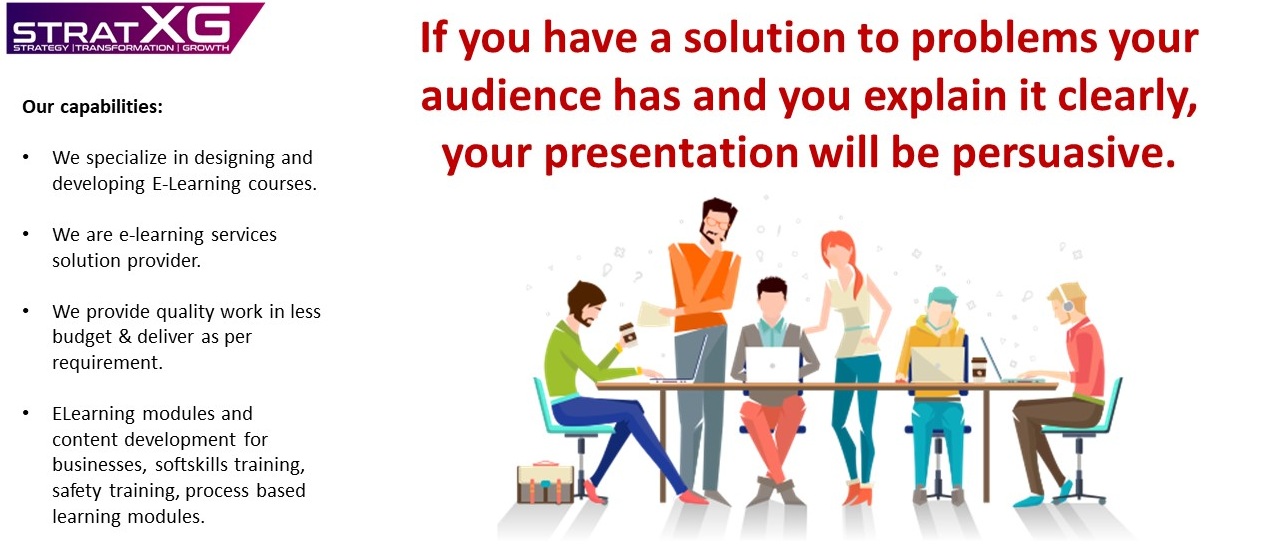 STRATXG
STRATEGY |TRANSFORMATION | GROWTH
If you have a solution to problems your
audience has and you explain it clearly,
your presentation will be persuasive.
Our capabilities:
• We specialize in designing and
developing E-Learning courses.
• We are e-learning services
solution provider.
• We provide quality work in less
budget & deliver as per
requirement.
• ELearning modules and
content development for
businesses, softskills training,
safety training, process based
learning modules.